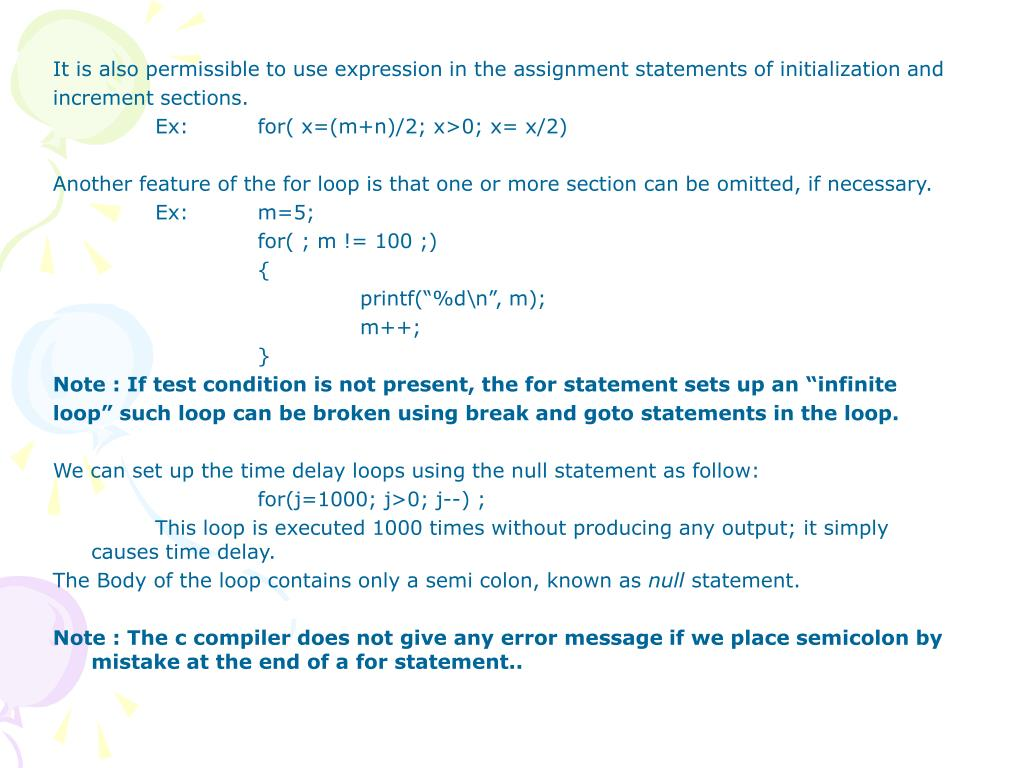 It is also permissible to use expression in the assignment statements of initialization and
increment sections.
Ex: for( x=(m+n)/2; x>0; x= x/2)
Another feature of the for loop is that one or more section can be omitted, if necessary.
Ex: m=5;
for( ; m != 100 ;)
{
printf(“%d\n”, m);
m++;
}
Note : If test condition is not present, the for statement sets up an “infinite
loop” such loop can be broken using break and goto statements in the loop.
We can set up the time delay loops using the null statement as follow:
for(j=1000; j>0; j--) ;
This loop is executed 1000 times without producing any output; it simply
causes time delay.
The Body of the loop contains only a semi colon, known as null statement.
Note : The c compiler does not give any error message if we place semicolon by
mistake at the end of a for statement..